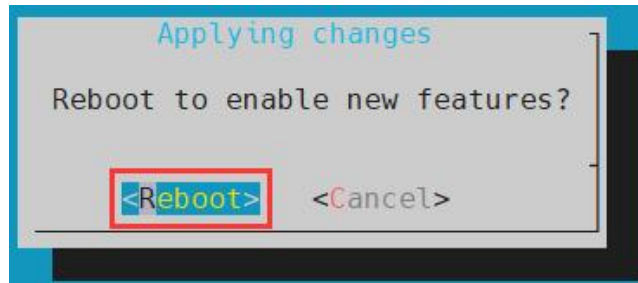 Applying changes
Reboot to enable new features?
<Reboot> <Cancel>